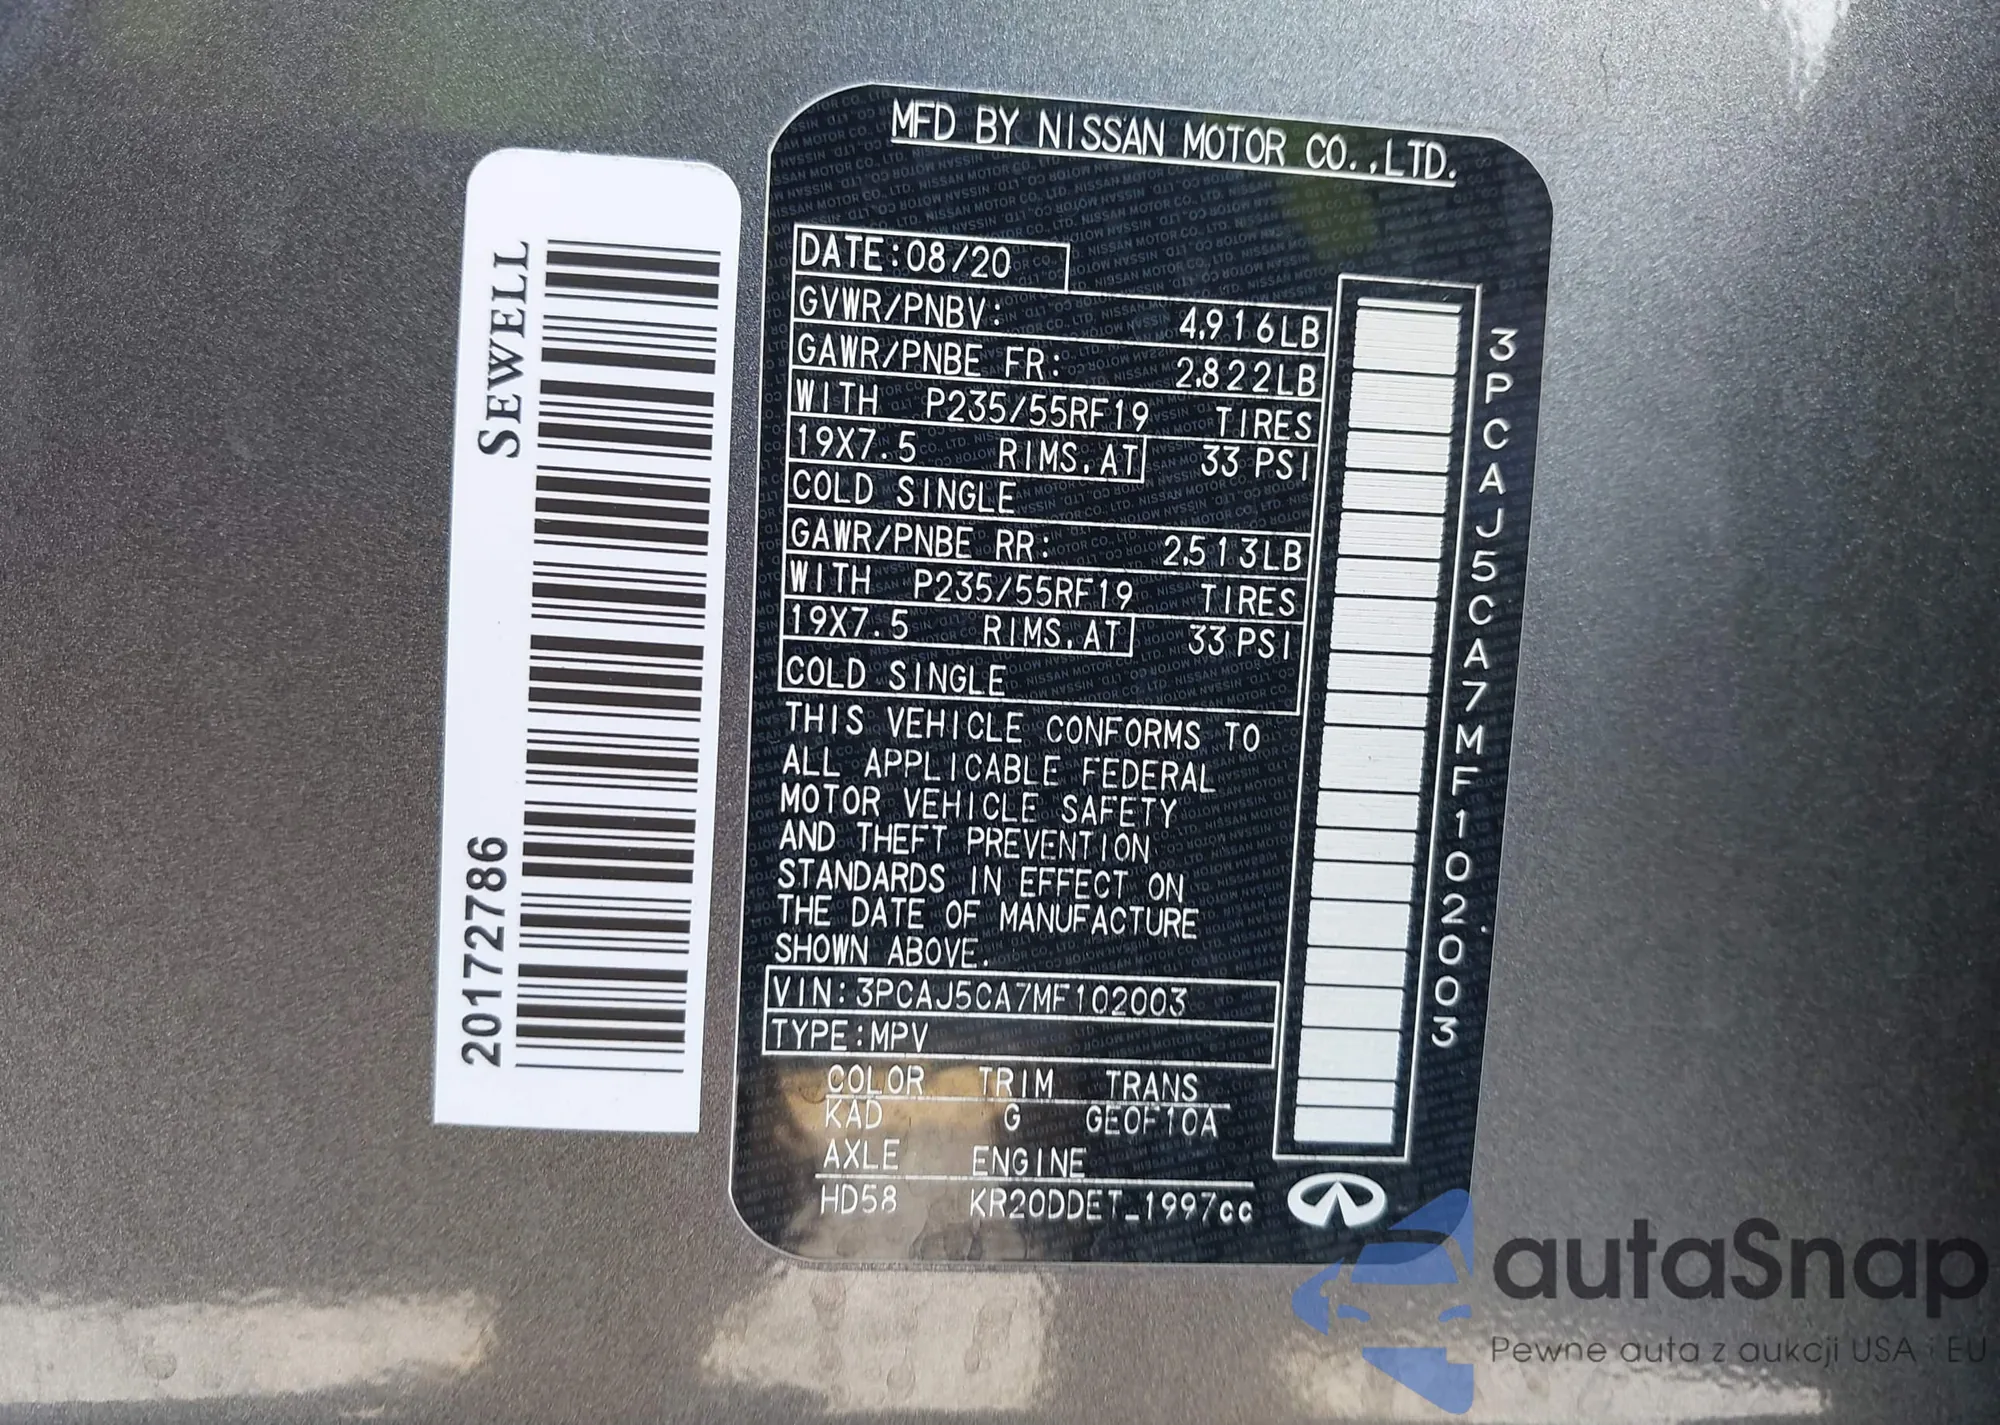 SEWELL
20172786
MFD BY NISSAN MOTOR CO.,LTD.
DATE:08/20
GVWR/PNBV: 4,916LB
GAWR/PNBE FR: 2,822LB
WITH P235/55RF19 TIRES
19X7.5 RIMS,AT 33 PSI
COLD SINGLE
GAWR/PNBE RR: 2,513LB
WITH P235/55RF19 TIRES
19X7.5 RIMS,AT 33 PSI
COLD SINGLE
THIS VEHICLE CONFORMS TO
ALL APPLICABLE FEDERAL
MOTOR VEHICLE SAFETY
AND THEFT PREVENTION
STANDARDS IN EFFECT ON
THE DATE OF MANUFACTURE
SHOWN ABOVE.
VIN:3PCAJ5CA7MF102003
TYPE:MPV
COLOR TRIM TRANS
KAD G GE0F10A
AXLE ENGINE
HD58 KR20DDET_1997cc
3PCAJ5CA7MF102003
autaSnap
Pewne auta z aukcji USA i EU